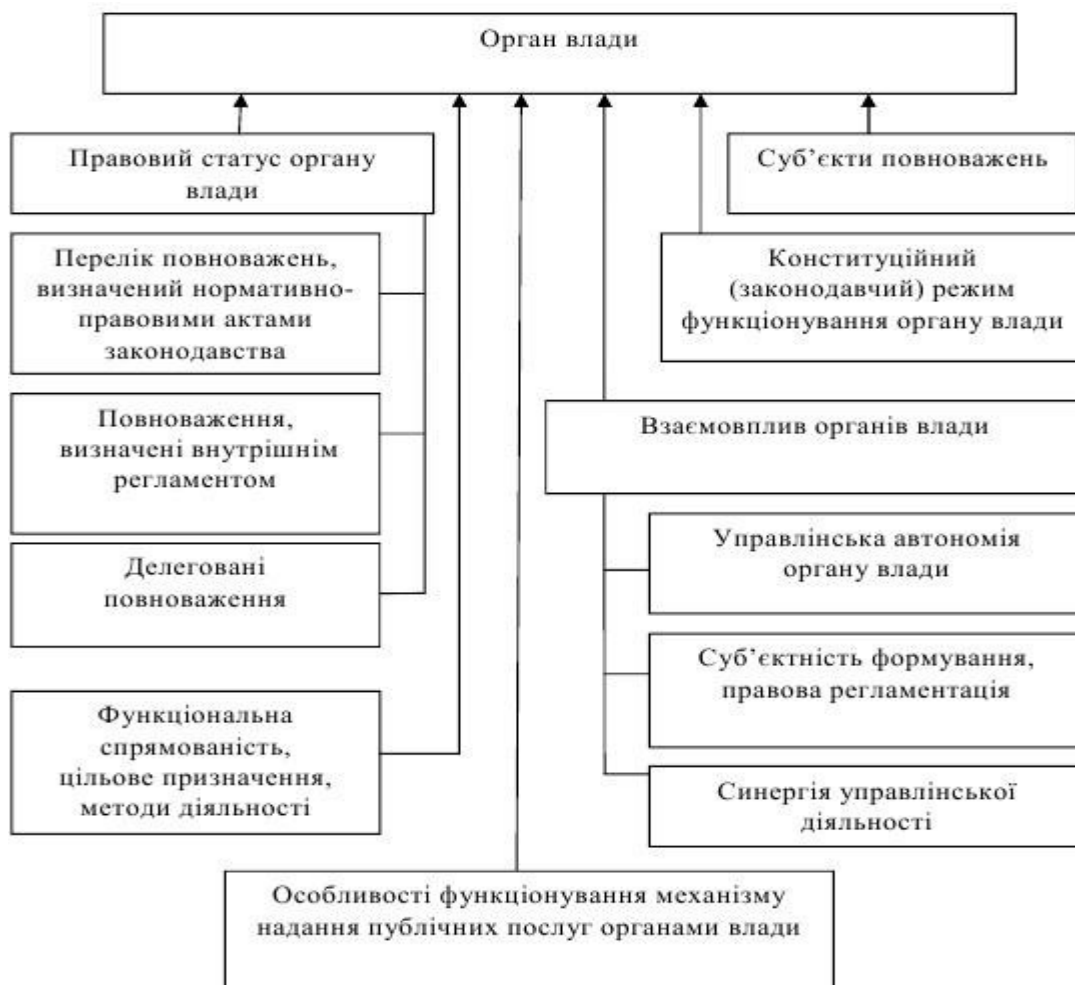 Орган влади
Правовий статус органу
влади
Перелік повноважень,
визначений нормативно-
правовими актами
законодавства
Повноваження,
визначені внутрішнім
регламентом
Делеговані
повноваження
Функціональна
спрямованість,
цільове призначення,
методи діяльності
Суб’єкти повноважень
Конституційний
(законодавчий) режим
функціонування органу влади
Взаємовплив органів влади
Управлінська автономія
органу влади
Суб’єктність формування,
правова регламентація
Синергія управлінської
діяльності
Особливості функціонування механізму
надання публічних послуг органами влади